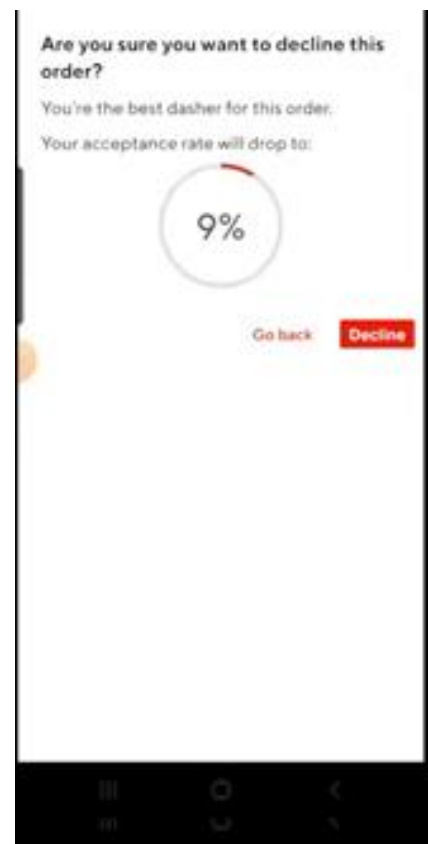 Are you sure you want to decline this
order?
You're the best dasher for this order.
Your acceptance rate will drop to:
9%
Go back
Decline